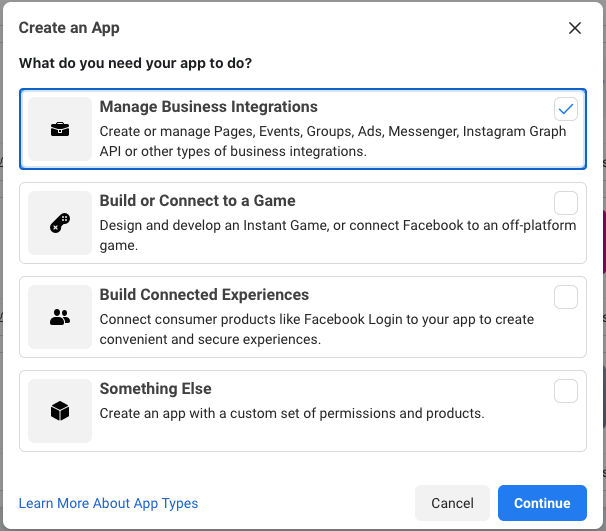 Create an App
What do you need your app to do?
Manage Business Integrations
Create or manage Pages, Events, Groups, Ads, Messenger, Instagram Graph
API or other types of business integrations.
Build or Connect to a Game
Design and develop an Instant Game, or connect Facebook to an off-platform
game.
Build Connected Experiences
Connect consumer products like Facebook Login to your app to create
convenient and secure experiences.
Something Else
Create an app with a custom set of permissions and products.
Learn More About App Types
Cancel
Continue